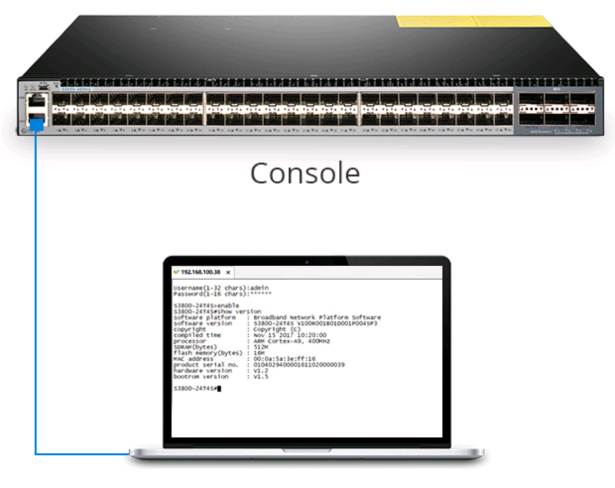 Console
192.168.100.38 x
Username(1-32 chars):admin
Password(1-16 chars):******
S3800-24T4S>enable
S3800-24T4S#show version
software platform : Broadband Network Platform Software
software version : S3800-24T4S V100R001B01D001P004SP3
copyright : Copyright (C)
compiled time : Nov 15 2017 10:20:00
processor : ARM Cortex-A9, 400MHz
SDRAM(bytes) : 512M
flash memory(bytes) : 16M
MAC address : 00:0a:5a:3e:ff:16
product serial no. : 0104029400001611020000039
hardware version : V1.2
bootrom version : V1.5
S3800-24T4S#